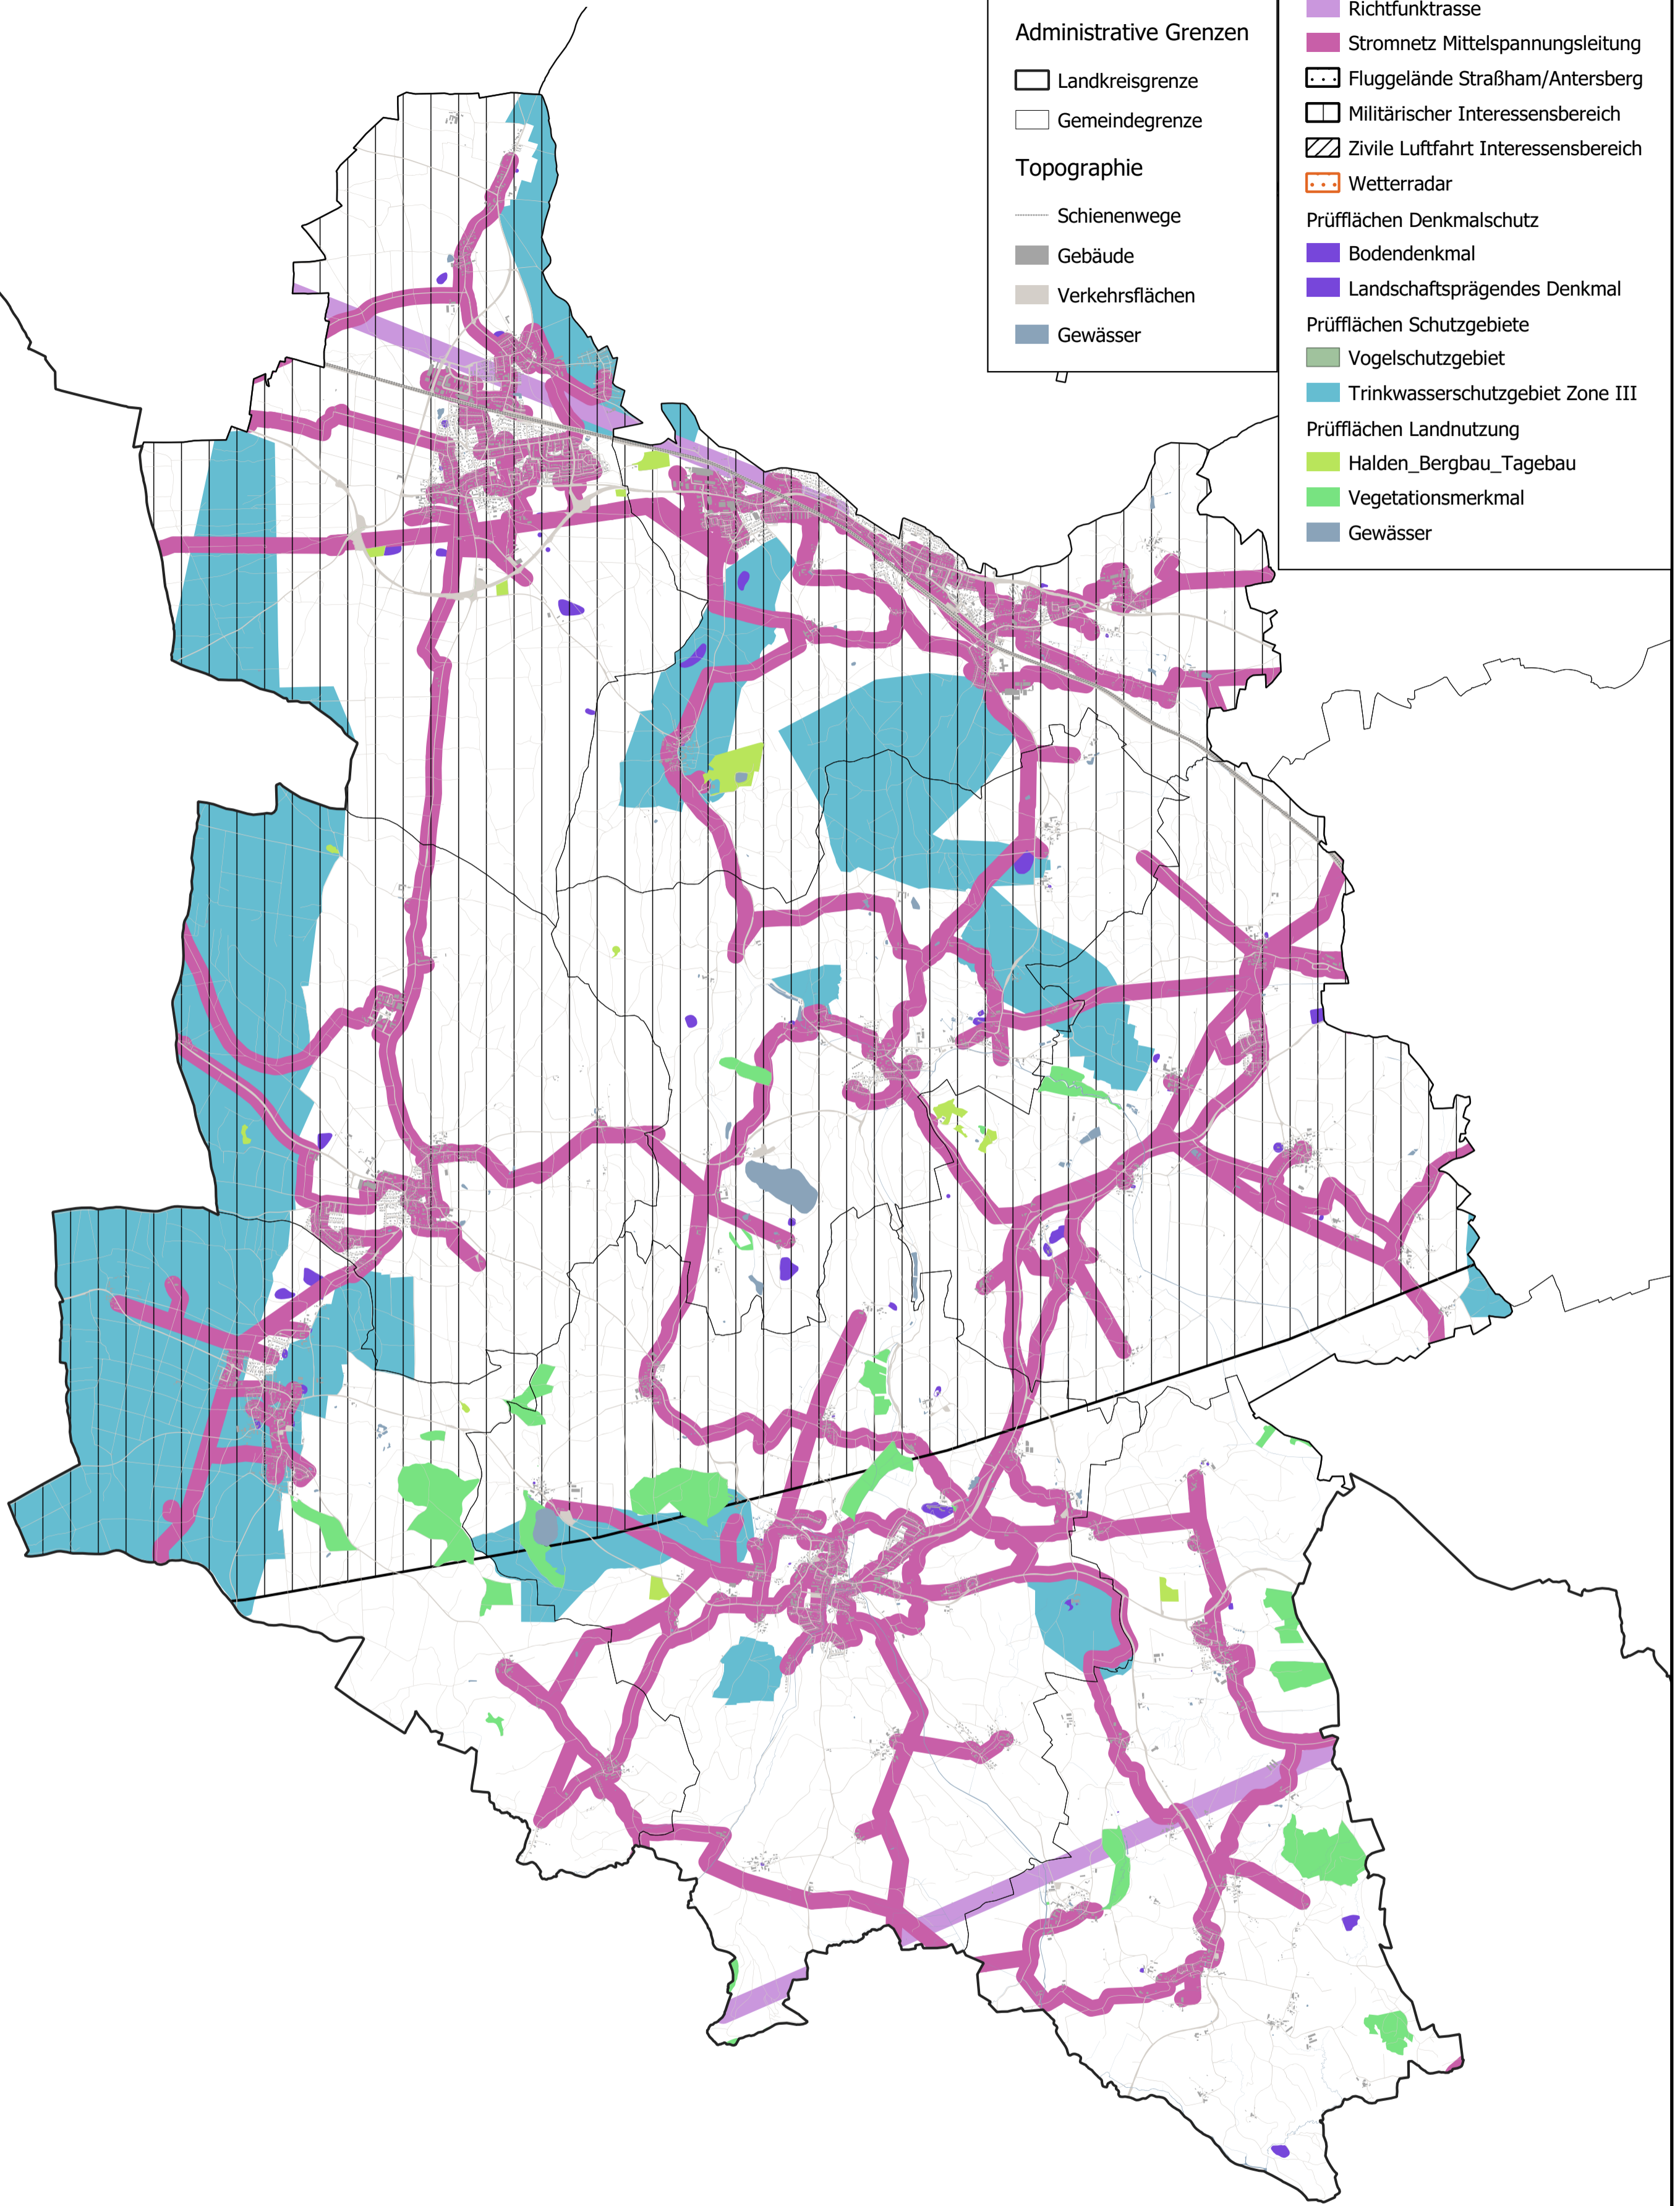 Administrative Grenzen
Landkreisgrenze
Gemeindegrenze
Topographie
Schienenwege
Gebäude
Verkehrsflächen
Gewässer
Richtfunktrasse
Stromnetz Mittelspannungsleitung
Fluggelände Straßham/Antersberg
Militärischer Interessensbereich
Zivile Luftfahrt Interessensbereich
Wetterradar
Prüfflächen Denkmalschutz
Bodendenkmal
Landschaftsprägendes Denkmal
Prüfflächen Schutzgebiete
Vogelschutzgebiet
Trinkwasserschutzgebiet Zone III
Prüfflächen Landnutzung
Halden_Bergbau_Tagebau
Vegetationsmerkmal
Gewässer